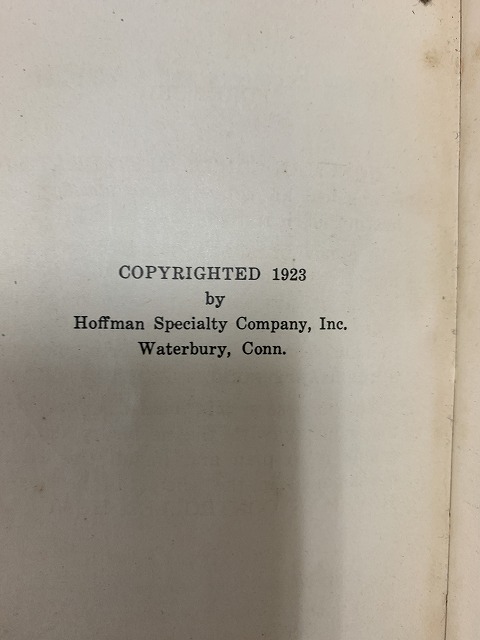 COPYRIGHTED 1923
by
Hoffman Specialty Company, Inc.
Waterbury, Conn.